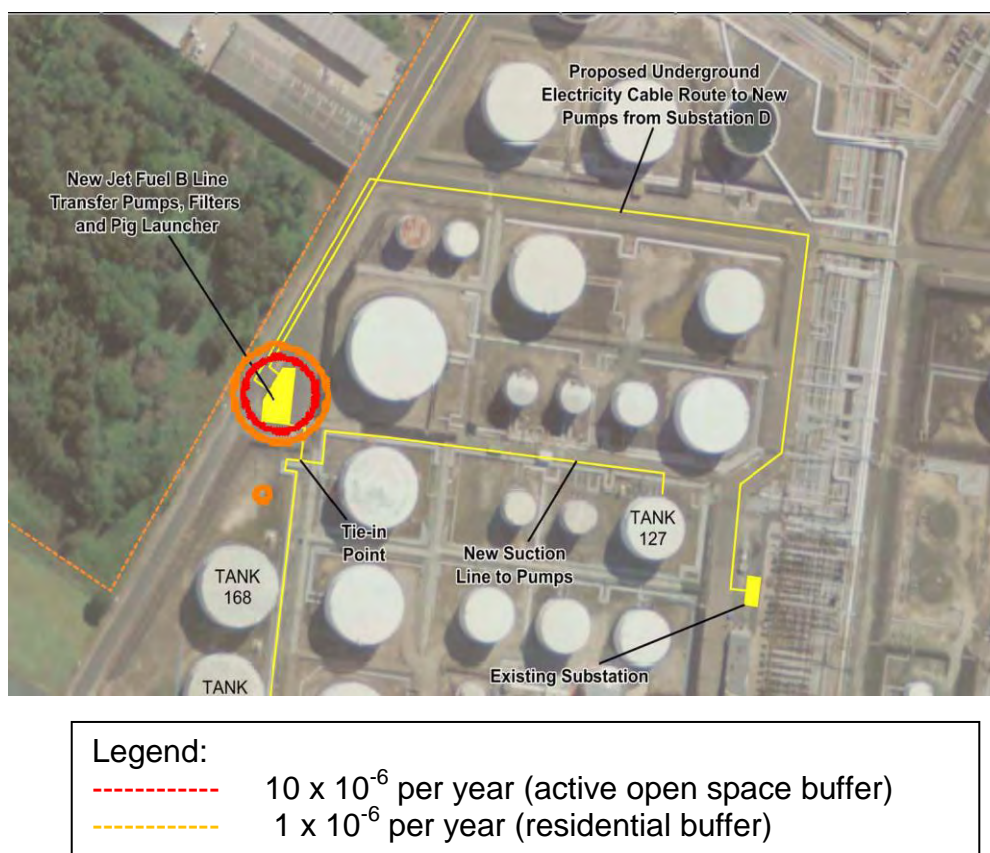 Proposed Underground
Electricity Cable Route to New
Pumps from Substation D
New Jet Fuel B Line
Transfer Pumps, Filters
and Pig Launcher
TANK
127
Tie-in
Point
New Suction
Line to Pumps
TANK
168
Existing Substation
TANK
Legend:
10 x 10⁻⁶ per year (active open space buffer)
1 x 10⁻⁶ per year (residential buffer)